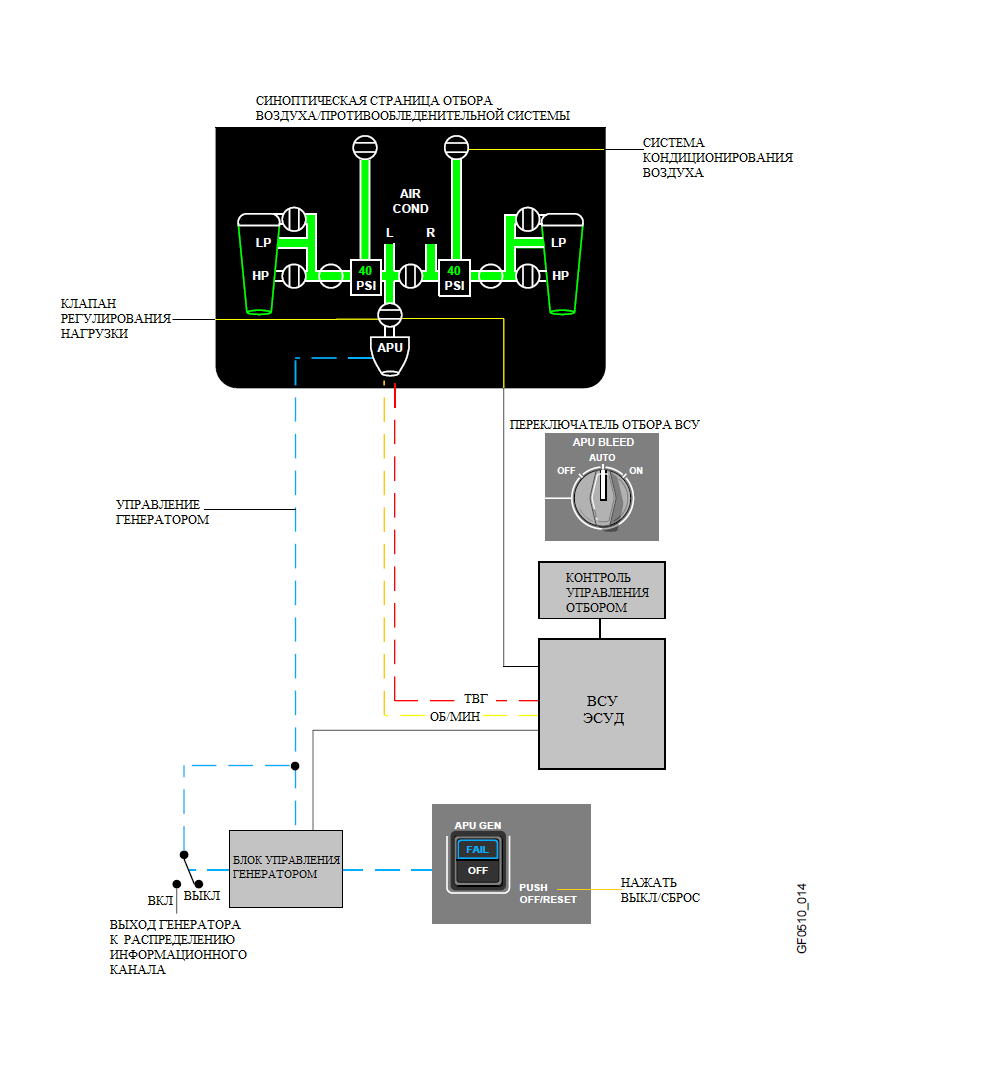 СИНОПТИЧЕСКАЯ СТРАНИЦА ОТБОРА
ВОЗДУХА/ПРОТИВООБЛЕДЕНИТЕЛЬНОЙ СИСТЕМЫ
СИСТЕМА
КОНДИЦИОНИРОВАНИЯ
ВОЗДУХА
AIR
COND
L
R
LP
HP
40
PSI
40
PSI
LP
HP
APU
КЛАПАН
РЕГУЛИРОВАНИЯ
НАГРУЗКИ
ПЕРЕКЛЮЧАТЕЛЬ ОТБОРА ВСУ
APU BLEED
AUTO
OFF
ON
УПРАВЛЕНИЕ
ГЕНЕРАТОРОМ
КОНТРОЛЬ
УПРАВЛЕНИЯ
ОТБОРОМ
ВСУ
ЭСУД
ТВГ
ОБ/МИН
БЛОК УПРАВЛЕНИЯ
ГЕНЕРАТОРОМ
APU GEN
FAIL
OFF
PUSH
OFF/RESET
НАЖАТЬ
ВЫКЛ/СБРОС
ВКЛ
ВЫКЛ
ВЫХОД ГЕНЕРАТОРА
К РАСПРЕДЕЛЕНИЮ
ИНФОРМАЦИОННОГО
КАНАЛА
GF0510_014